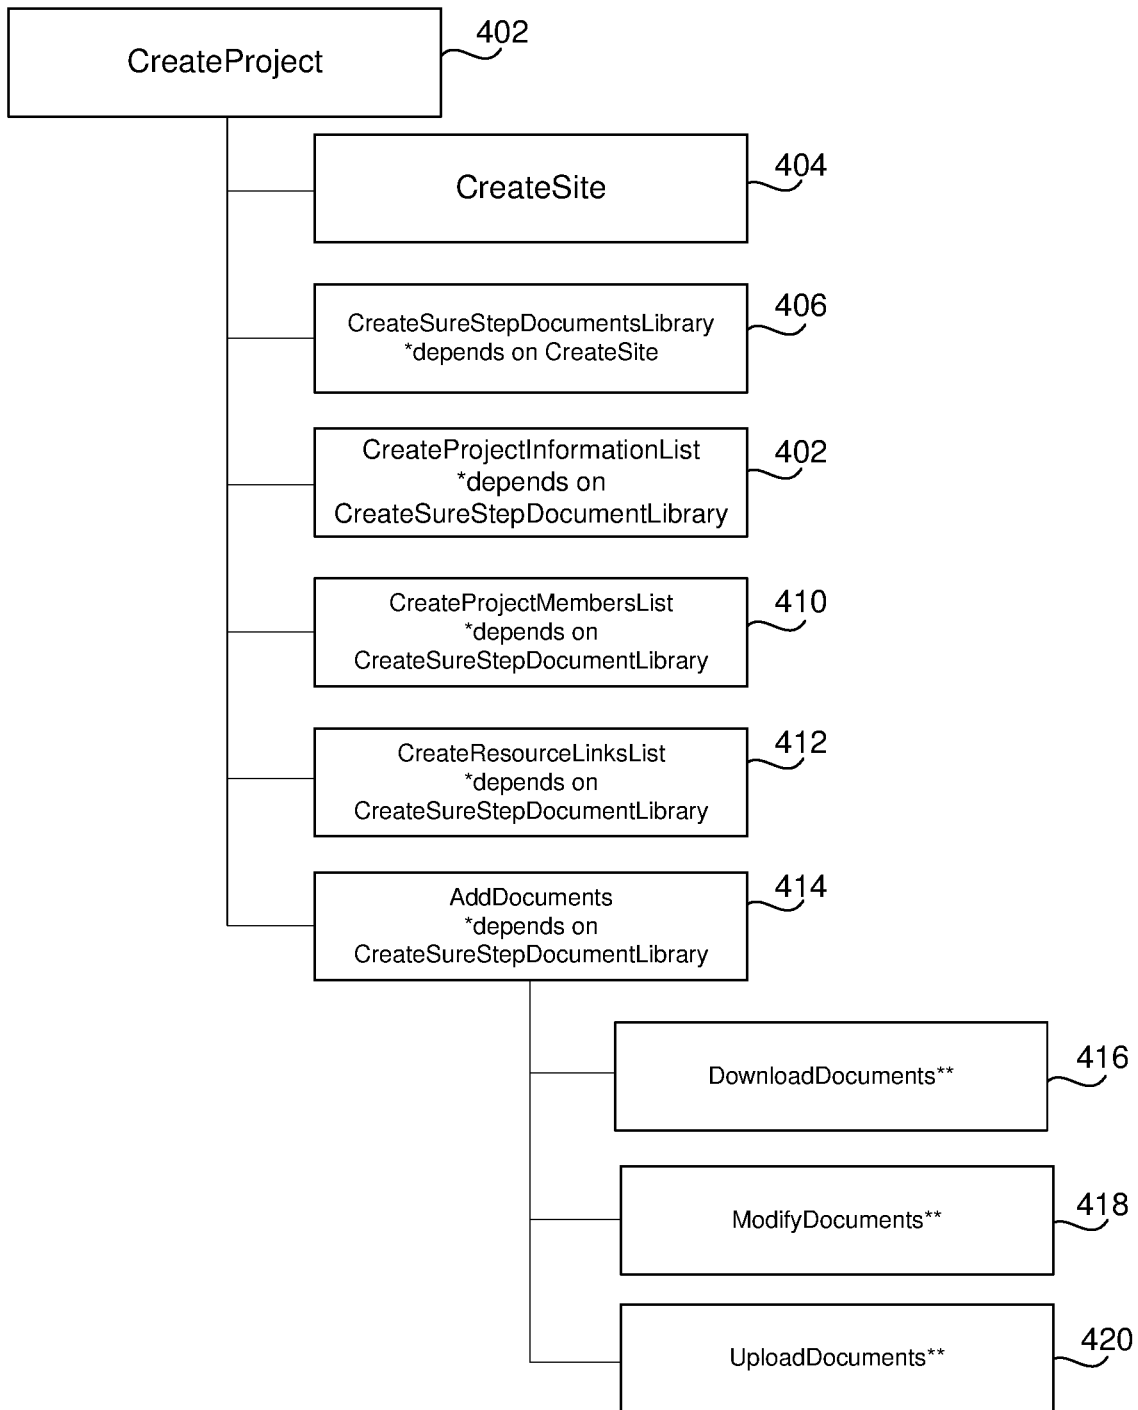 CreateProject
402
CreateSite
404
CreateSureStepDocumentsLibrary
*depends on CreateSite
406
CreateProjectInformationList
*depends on
CreateSureStepDocumentLibrary
402
CreateProjectMembersList
*depends on
CreateSureStepDocumentLibrary
410
CreateResourceLinksList
*depends on
CreateSureStepDocumentLibrary
412
AddDocuments
*depends on
CreateSureStepDocumentLibrary
414
DownloadDocuments**
416
ModifyDocuments**
418
UploadDocuments**
420